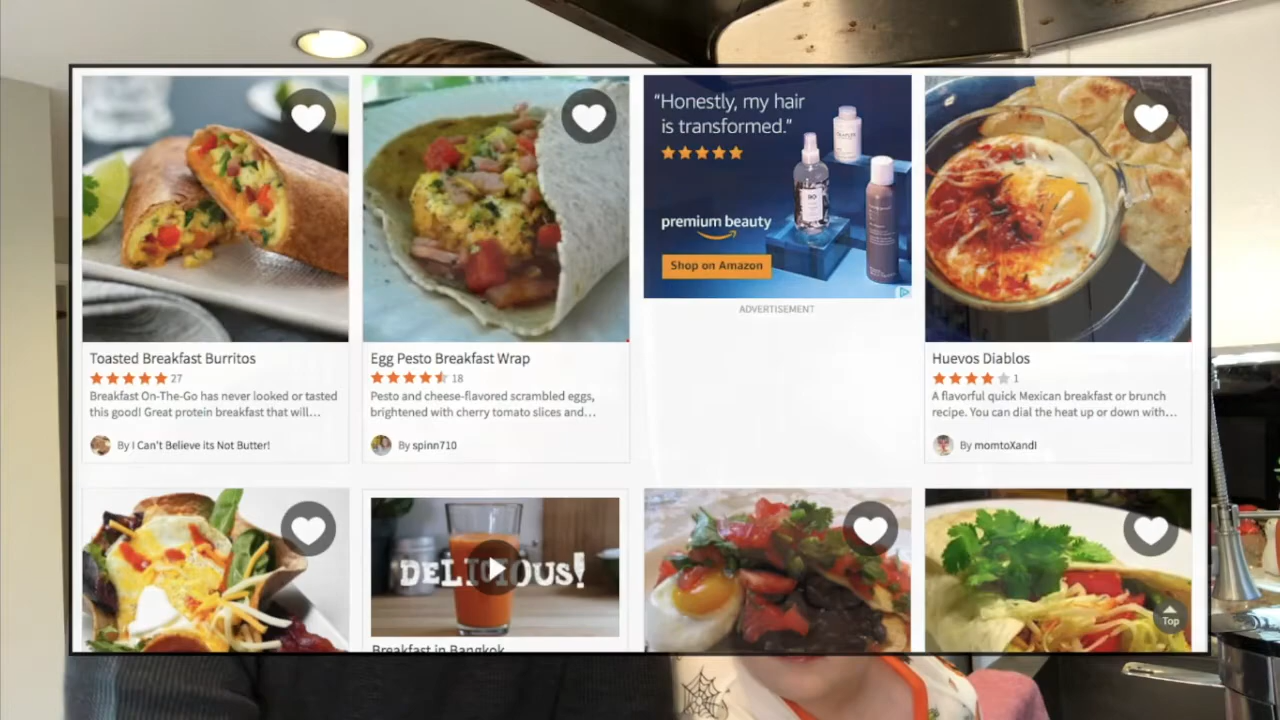 “Honestly, my hair
is transformed.”
premium beauty
Shop on Amazon
ADVERTISEMENT
Toasted Breakfast Burritos
27
Breakfast On-The-Go has never looked or tasted
this good! Great protein breakfast that will...
By I Can't Believe its Not Butter!
Egg Pesto Breakfast Wrap
18
Pesto and cheese-flavored scrambled eggs,
brightened with cherry tomato slices and...
By spinn710
Huevos Diablos
1
A flavorful quick Mexican breakfast or brunch
recipe. You can dial the heat up or down with...
By momtoXandI
DELICIOUS!
Breakfast in Bangkok
Top